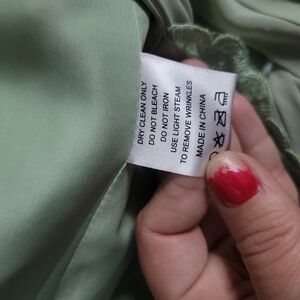 DRY CLEAN ONLY
DO NOT BLEACH
DO NOT IRON
USE LIGHT STEAM
TO REMOVE WRINKLES
MADE IN CHINA